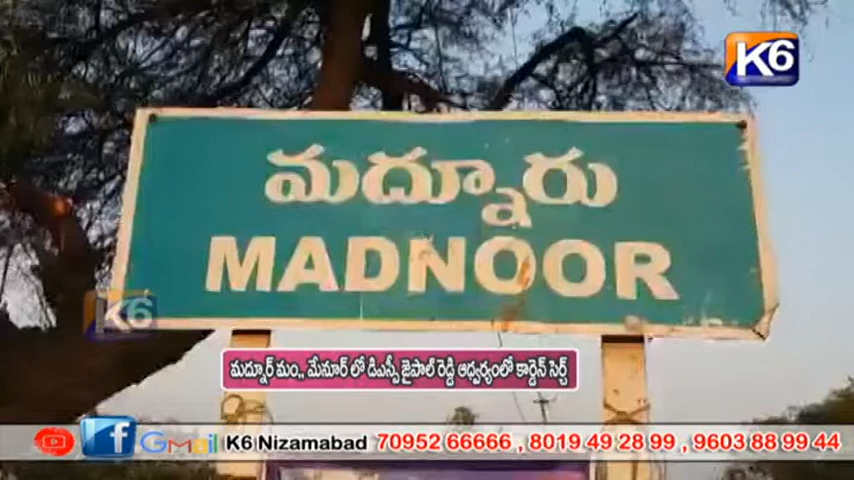 K6
మద్నూరు
MADNOOR
K6
మద్నూర్ మం., మేనూర్ లో డిఎస్పీ జైపాల్ రెడ్డి ఆధ్వర్యంలో కార్డెన్ సెర్చ్
f Gmail K6 Nizamabad 70952 66666 , 8019 49 28 99 , 9603 88 99 44